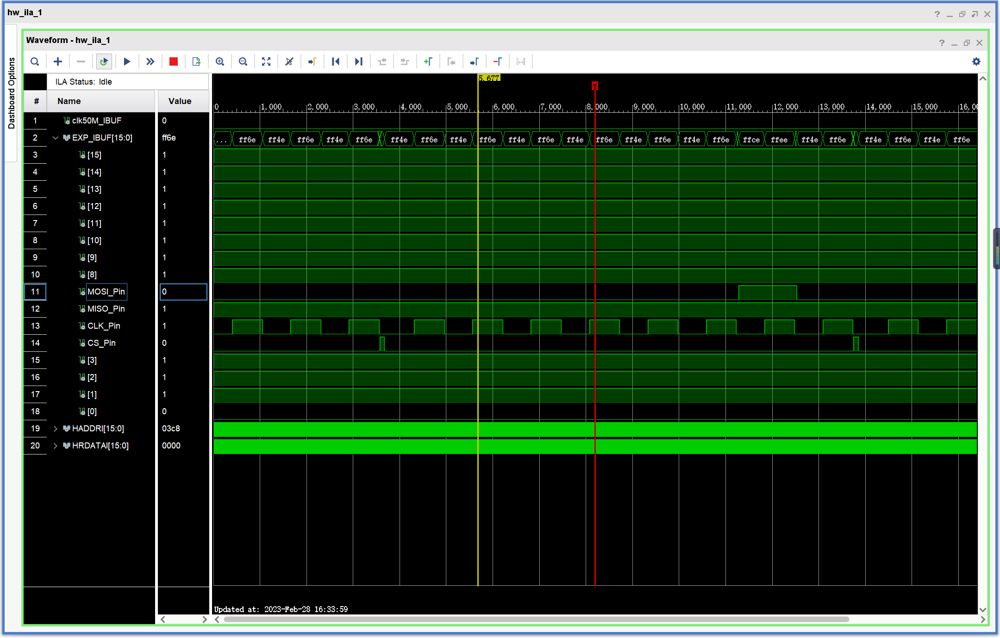 hw_ila_1
Dashboard Options
Waveform - hw_ila_1
ILA Status: Idle
5,677
T
# Name Value
0 1,000 2,000 3,000 4,000 5,000 6,000 7,000 8,000 9,000 10,000 11,000 12,000 13,000 14,000 15,000 16,00
1 clk50M_IBUF 0
2 EXP_IBUF[15:0] ff6e
... ff6e ff4e ff6e ff4e ff6e ff4e ff6e ff4e ff6e ff4e ff6e ff4e ff6e ff4e ff6e ff4e ff6e ffce ffee ff4e ff6e ff4e ff6e ff4e ff6e
3 [15] 1
4 [14] 1
5 [13] 1
6 [12] 1
7 [11] 1
8 [10] 1
9 [9] 1
10 [8] 1
11 MOSI_Pin 0
12 MISO_Pin 1
13 CLK_Pin 1
14 CS_Pin 0
15 [3] 1
16 [2] 1
17 [1] 1
18 [0] 0
19 HADDRI[15:0] 03c8
20 HRDATAI[15:0] 0000
Updated at: 2023-Feb-28 16:33:59